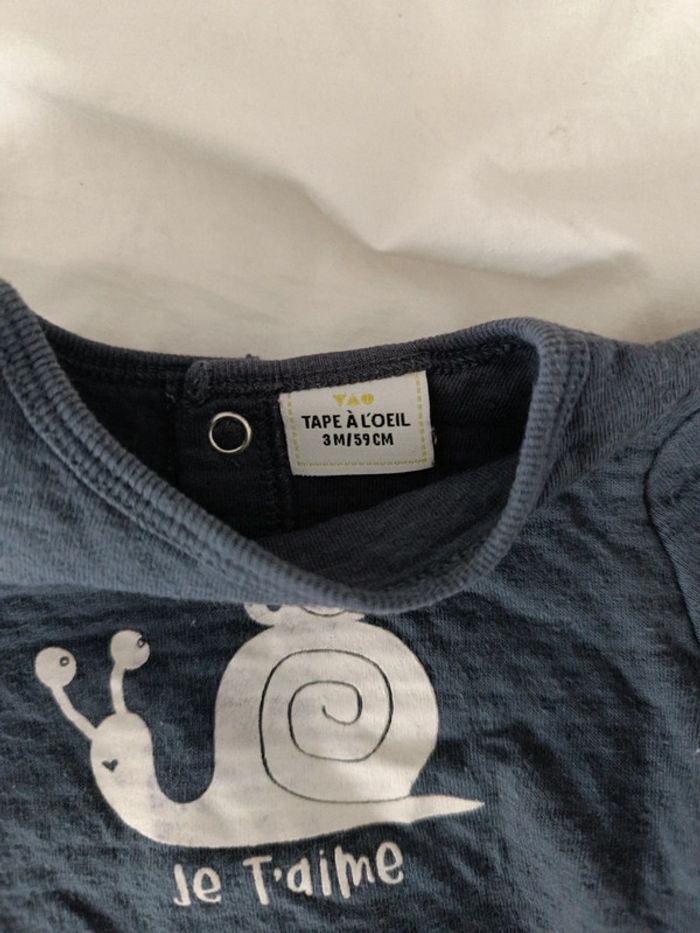 TAO
TAPE À L'OEIL
3M/59CM
Je T'aime